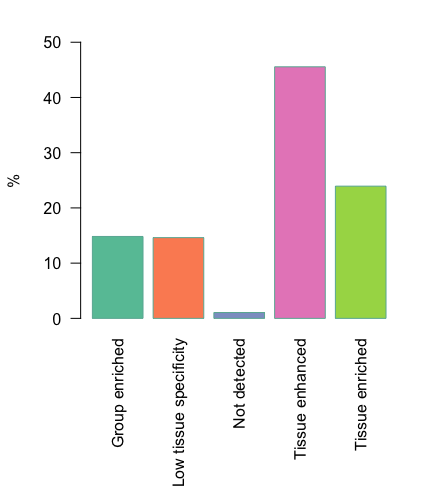 50
40
30
20
10
0
%
Group enriched
Low tissue specificity
Not detected
Tissue enhanced
Tissue enriched